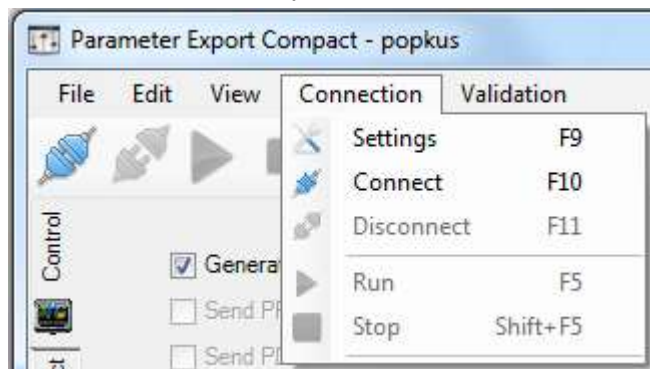 Parameter Export Compact - popkus
File Edit View Connection Validation
Settings F9
Connect F10
Disconnect F11
Run F5
Stop Shift+F5
Control
Genera
Send
Send